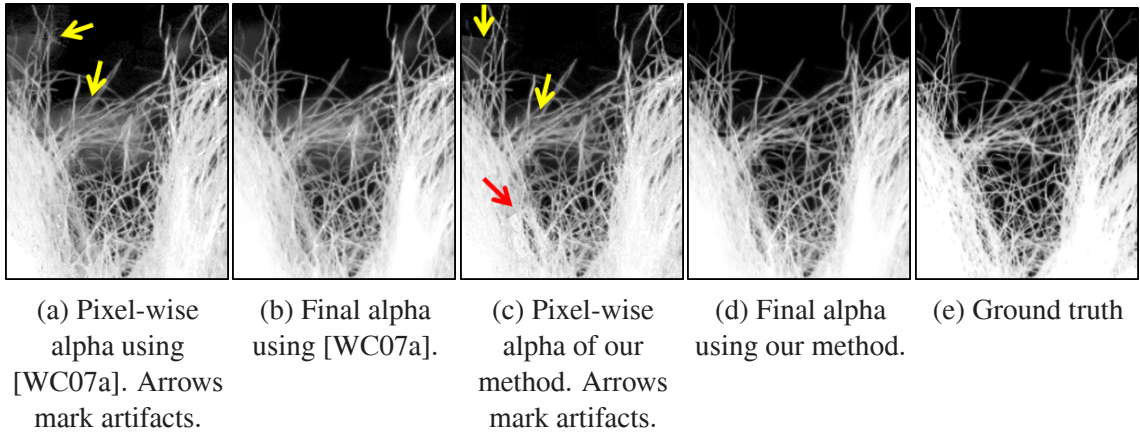 (a) Pixel-wise
alpha using
[WC07a]. Arrows
mark artifacts.
(b) Final alpha
using [WC07a].
(c) Pixel-wise
alpha of our
method. Arrows
mark artifacts.
(d) Final alpha
using our method.
(e) Ground truth